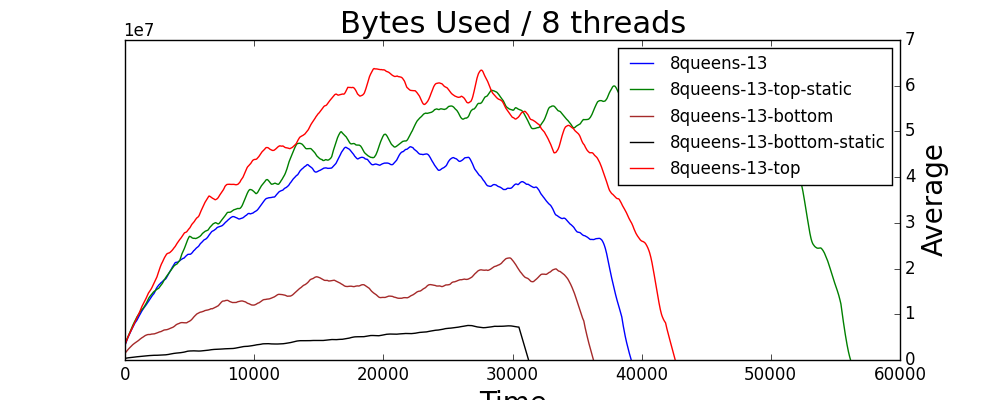 Bytes Used / 8 threads
1e7
8queens-13
8queens-13-top-static
8queens-13-bottom
8queens-13-bottom-static
8queens-13-top
7
6
5
4
3
2
1
0
Average
0 10000 20000 30000 40000 50000 60000
Time